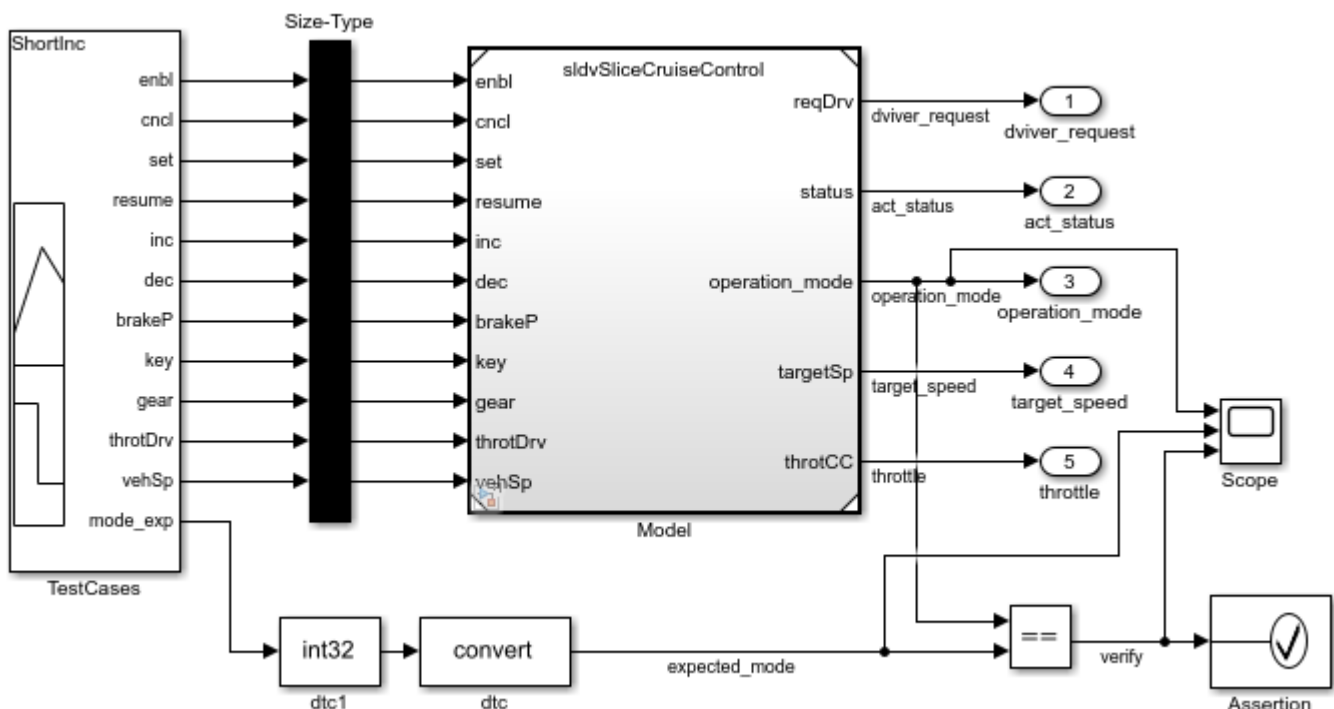 Size-Type
ShortInc
enbl
cncl
set
resume
inc
dec
brakeP
key
gear
throtDrv
vehSp
mode_exp
TestCases
sldvSliceCruiseControl
enbl
cncl
set
resume
inc
dec
brakeP
key
gear
throtDrv
vehSp
reqDrv
status
operation_mode
targetSp
throtCC
Model
dviver_request
act_status
operation_mode
target_speed
throttle
1
dviver_request
2
act_status
3
operation_mode
4
target_speed
5
throttle
Scope
int32
dtc1
convert
dtc
expected_mode
==
verify
Assertion